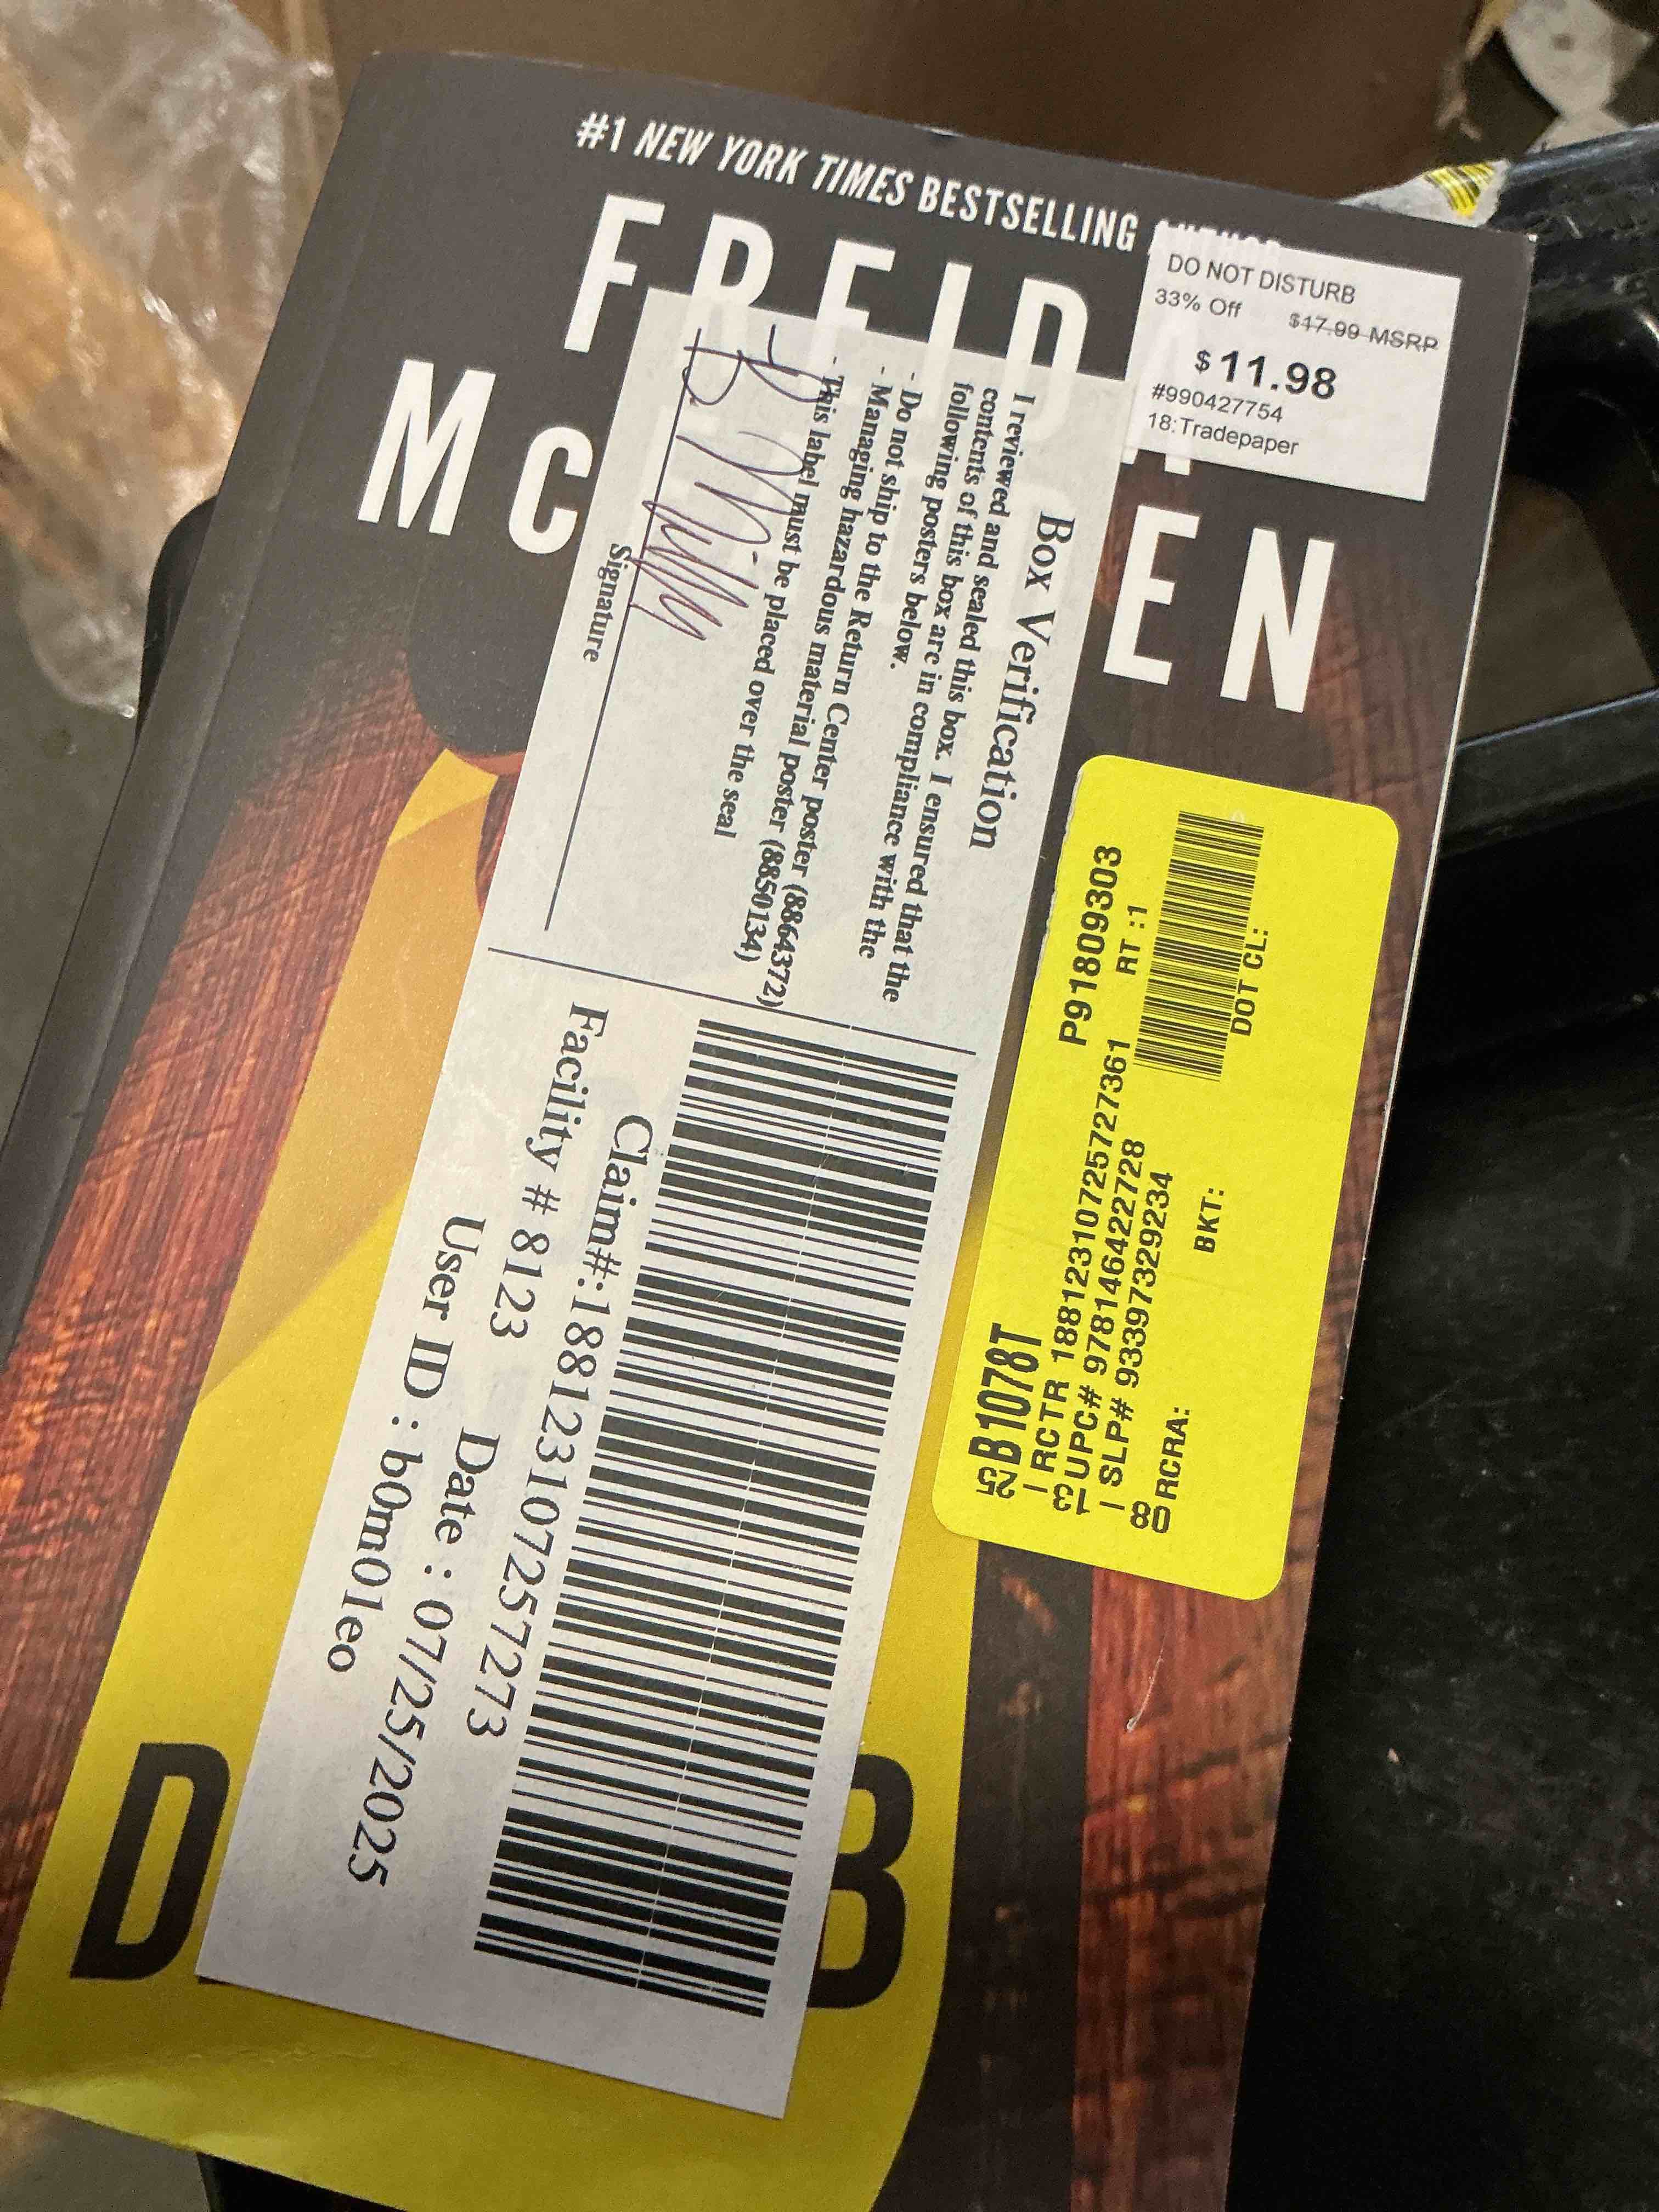 #1 NEW YORK TIMES BESTSELLING
FREIDA
MC
EN
DO NOT DISTURB
33% Off $17.99 MSRP
$11.98
#990427754
18:Tradepaper
Box Verification
I reviewed and sealed this box. I ensured that the
contents of this box are in compliance with the
following posters below.
- Do not ship to the Return Center poster (8864372)
- Managing hazardous material poster (8850134)
- This label must be placed over the seal
B Milly
Signature
Claim#:188123107257273
Facility # 8123 Date : 07/25/2025
User ID : b0m01eo
P91809303
B1078T RT :1
RCTR 18812310725727361
UPC# 9781464227
SLP# 93397329234
RCRA: BKT: DOT CL:
D
B